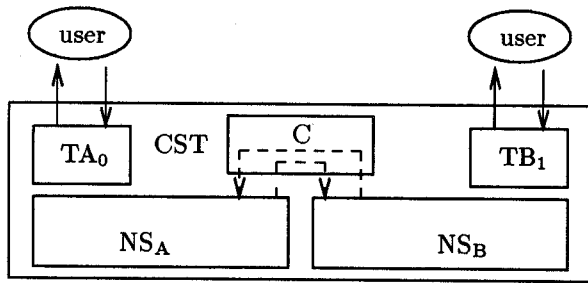 user
user
TA₀
CST
C
TB₁
NS_A
NS_B